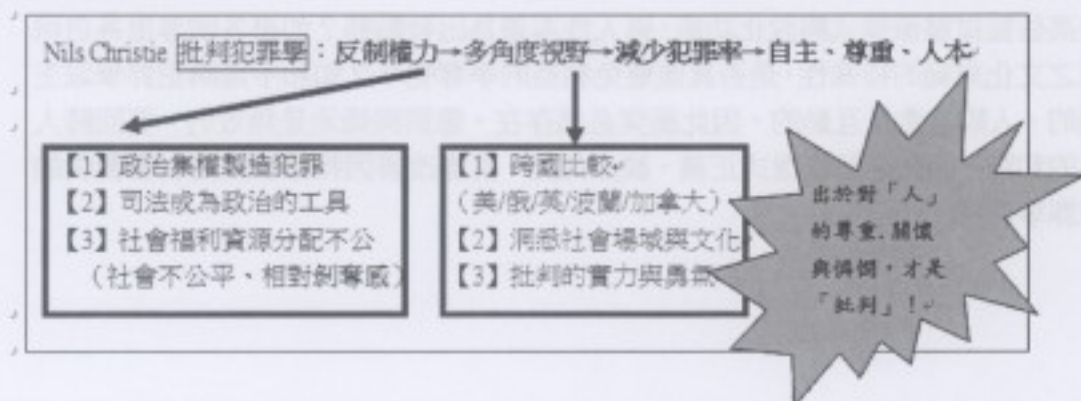 Nils Christie 批判犯罪學：反制權力→多角度視野→減少犯罪率→自主、尊重、人本
【1】政治集權製造犯罪
【2】司法成為政治的工具
【3】社會福利資源分配不公
（社會不公平、相對剝奪感）
【1】跨國比較
（美/俄/英/波蘭/加拿大）
【2】洞悉社會場域與文化
【3】批判的實力與勇氣
出於對「人」
的尊重.關懷
與憐憫，才是
「批判」！